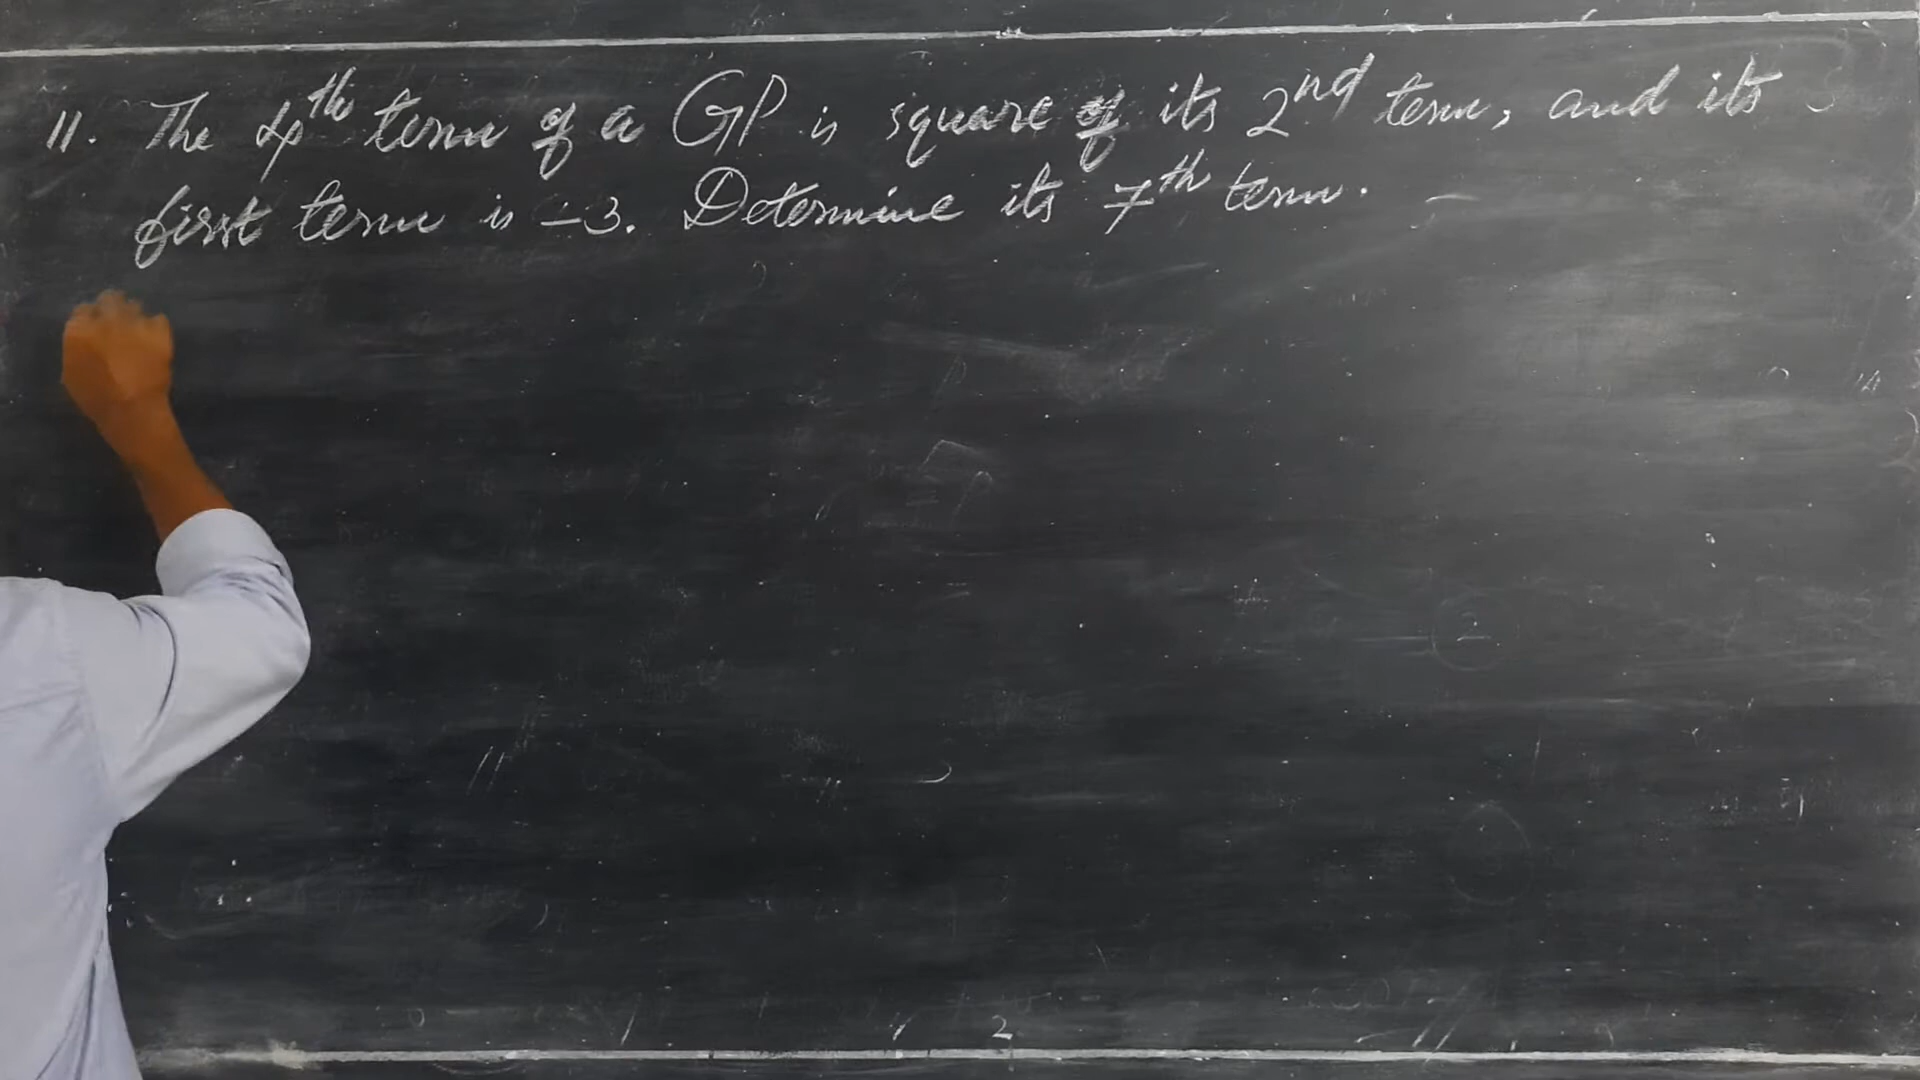 11. The 4th term of a GP is square of its 2nd term, and its
first term is -3. Determine its 7th term.